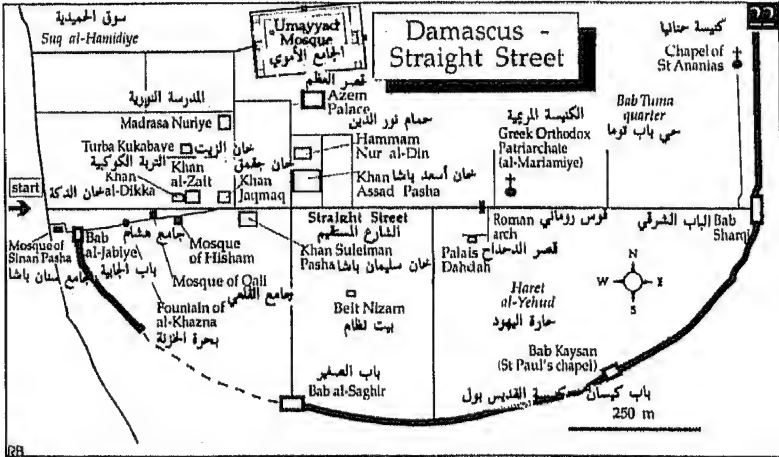 سوق الحميدية
Suq al-Hamidiye
Umayyad
Mosque
الجامع الأموي
Damascus -
Straight Street
22
كنيسة حنانيا
Chapel of
St Ananias
قصر العظم
Azem
Palace
المدرسة النورية
Madrasa Nuriye
حمام نور الدين
Hammam
Nur al-Din
الكنيسة المريمية
Greek Orthodox
Patriarchate
(al-Mariamiye)
Bab Tuma
quarter
حي باب توما
Turba Kukabaye
التربة الكوكبية
خان الزيت
Khan
al-Zait
خان جقمق
Khan
Jaqmaq
Khan
al-Dikka
خان الدكة
خان أسعد باشا
Khan
Assad Pasha
start
Straight Street
الشارع المستقيم
Roman
arch
قوس روماني
الباب الشرقي
Bab
Sharqi
Mosque of
Sinan Pasha
جامع سنان باشا
Bab
al-Jabiye
باب الجابية
جامع هشام
Mosque
of Hisham
Khan Suleiman
Pasha
خان سليمان باشا
Palais
Dahdah
قصر الدحداح
Mosque of Qali
جامع القلعي
Fountain of
al-Khazna
بحرة الخزنة
Beit Nizam
بيت نظام
Haret
al-Yehud
حارة اليهود
N
W
S
Bab Kaysan
(St Paul's chapel)
باب كيسان كنيسة القديس بول
باب الصغير
Bab al-Saghir
250 m
RB